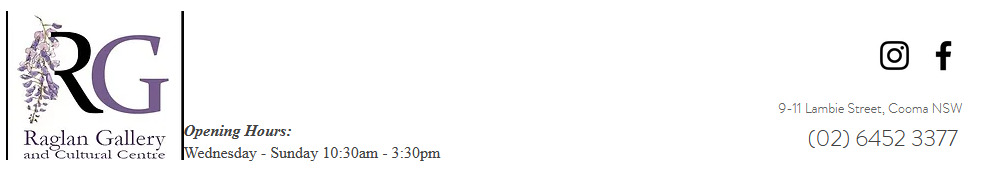 RG
Raglan Gallery
and Cultural Centre
Opening Hours:
Wednesday - Sunday 10:30am - 3:30pm
9-11 Lambie Street, Cooma NSW
(02) 6452 3377